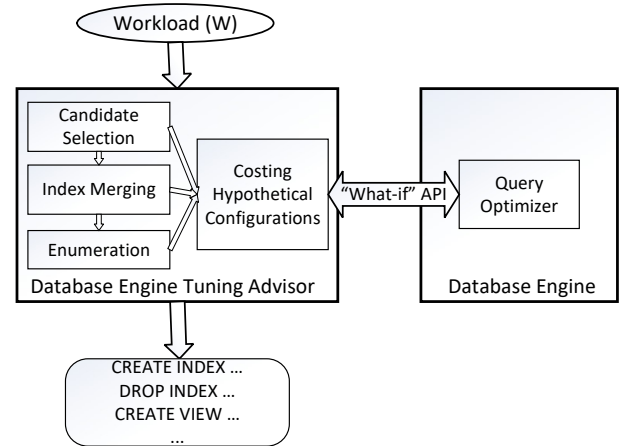 Workload (W)
Candidate
Selection
Index Merging
Enumeration
Costing
Hypothetical
Configurations
Database Engine Tuning Advisor
"What-if" API
Query
Optimizer
Database Engine
CREATE INDEX ...
DROP INDEX ...
CREATE VIEW ...
...